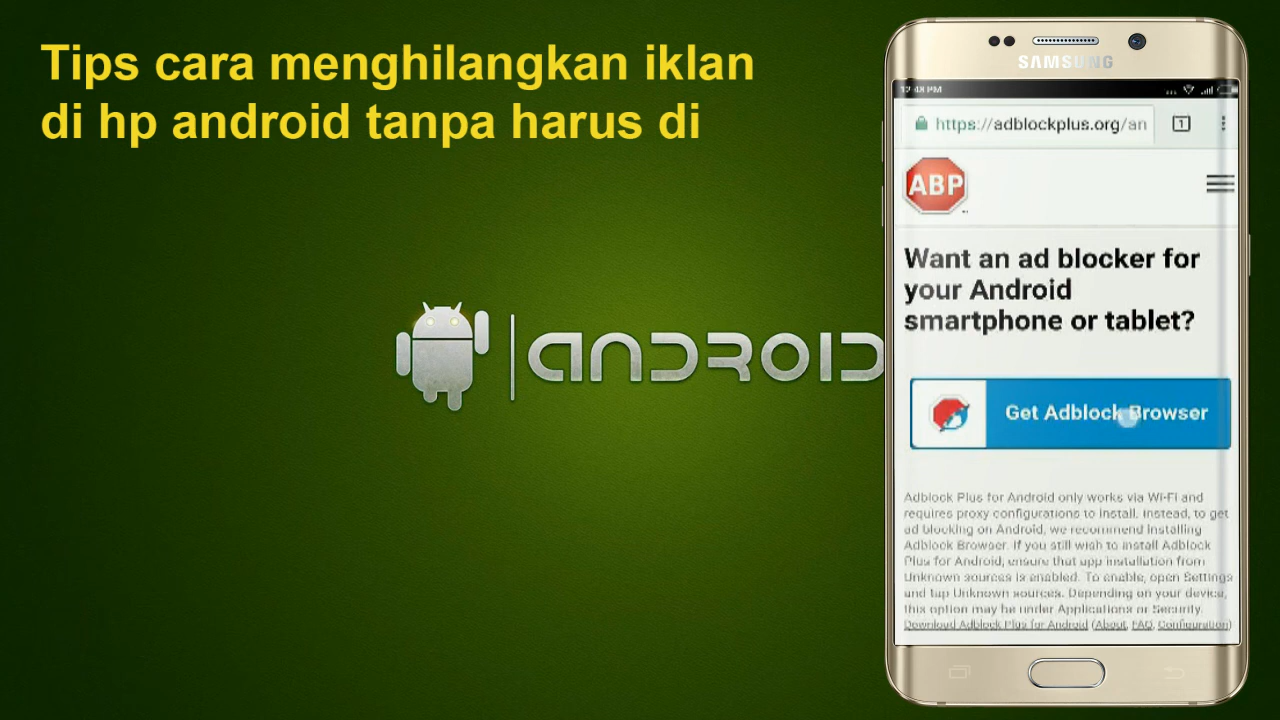 Tips cara menghilangkan iklan
di hp android tanpa harus di
ANDROID
SAMSUNG
12:48 PM
https://adblockplus.org/an
1
ABP
Want an ad blocker for
your Android
smartphone or tablet?
Get Adblock Browser
Adblock Plus for Android only works via Wi-Fi and
requires proxy configurations to install. Instead, to get
ad blocking on Android, we recommend installing
Adblock Browser. If you still wish to install Adblock
Plus for Android, ensure that app installation from
Unknown sources is enabled. To enable, open Settings
and tap Unknown sources. Depending on your device,
this option may be under Applications or Security.
Download Adblock Plus for Android (About, FAQ, Configuration)